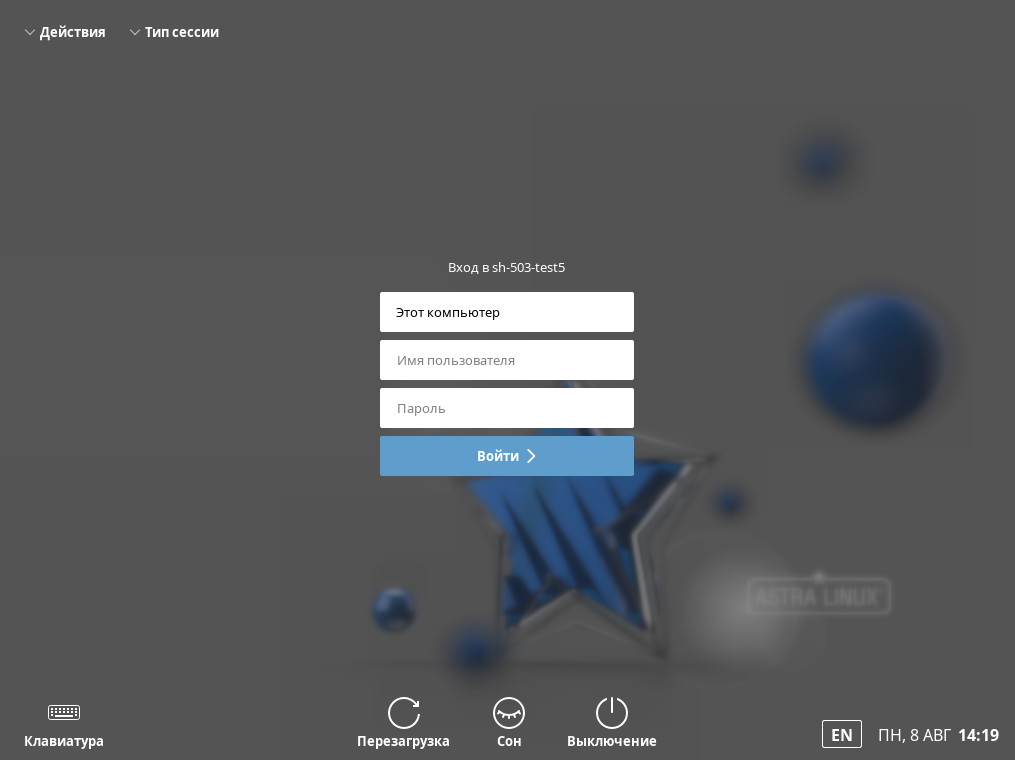 Действия Тип сессии
Вход в sh-503-test5
Этот компьютер
Имя пользователя
Пароль
Войти
ASTRA LINUX
Клавиатура Перезагрузка Сон Выключение EN ПН, 8 АВГ 14:19